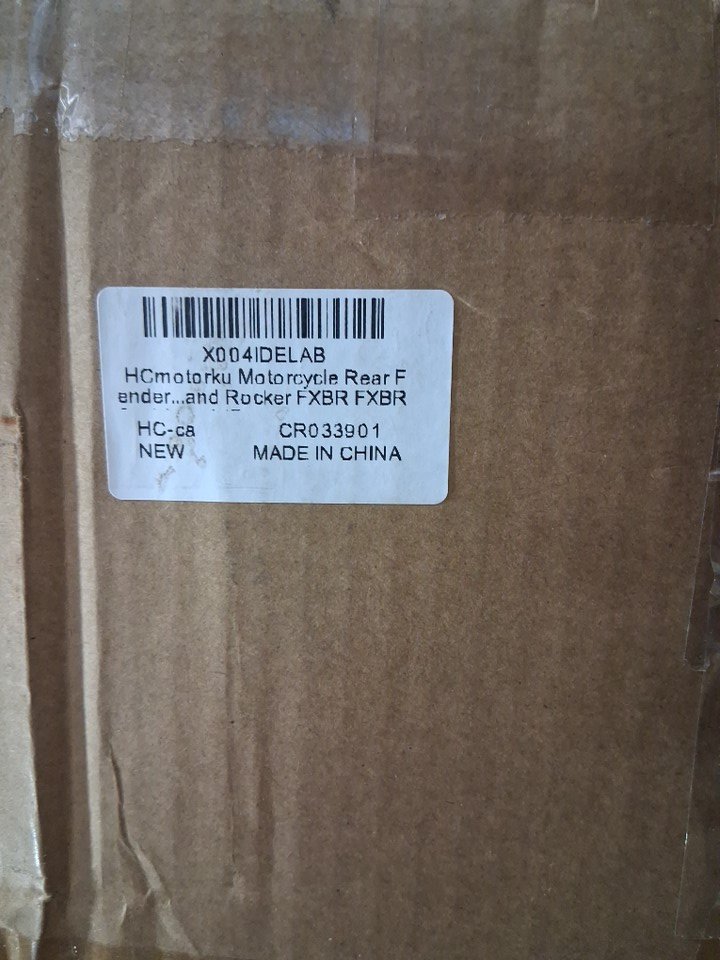 X004IDELAB
HCmotorku Motorcycle Rear F
ender...and Rocker FXBR FXBR
HC-ca CR033901
NEW MADE IN CHINA